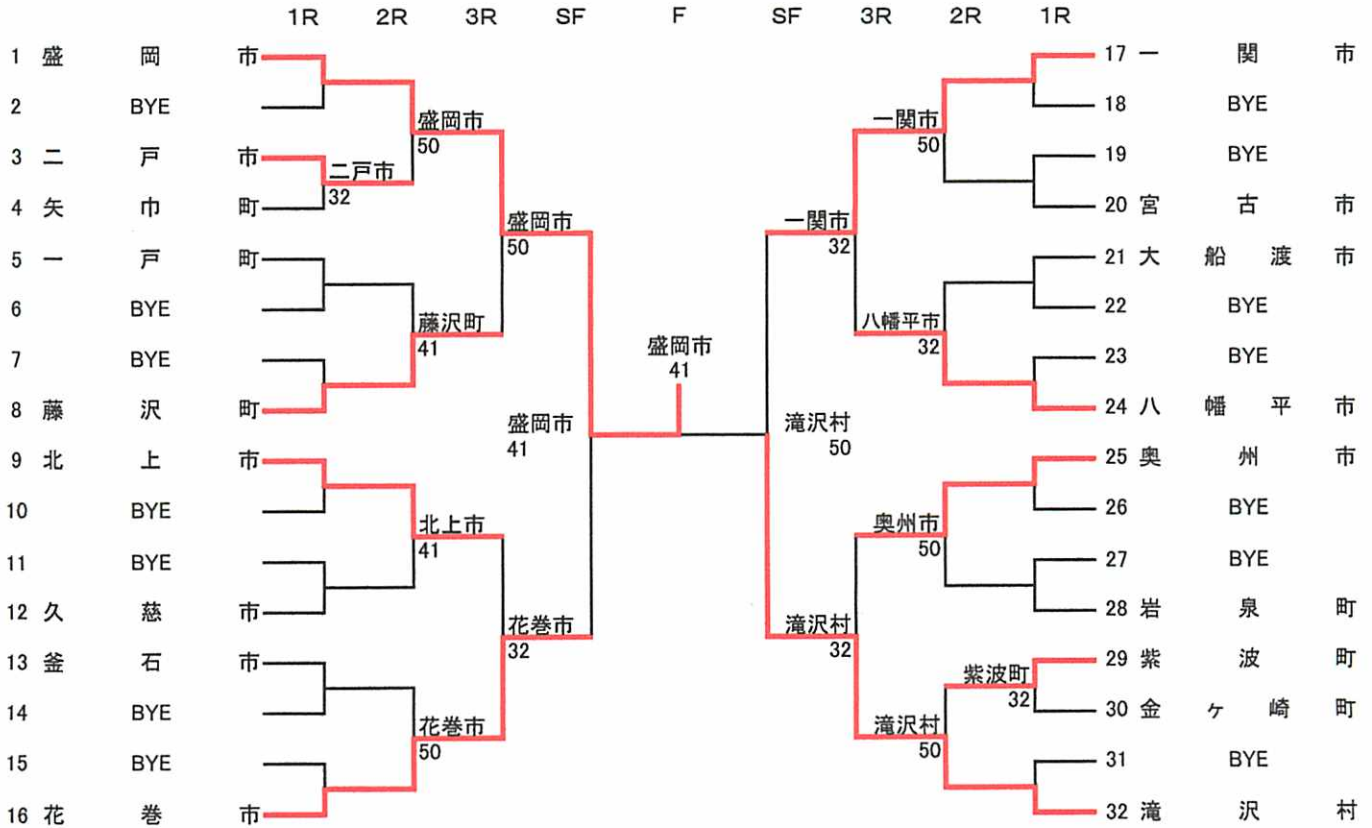 1R 2R 3R SF F SF 3R 2R 1R
1 盛岡市 17 一関市
2 BYE 18 BYE
盛岡市 一関市
50 50
3 二戸市 19 BYE
二戸市
32
4 矢巾町 20 宮古市
盛岡市 一関市
50 32
5 一戸町 21 大船渡市
6 BYE 22 BYE
藤沢町 八幡平市
41 32
盛岡市
41
7 BYE 23 BYE
8 藤沢町 24 八幡平市
盛岡市 滝沢村
41 50
9 北上市 25 奥州市
10 BYE 26 BYE
北上市 奥州市
41 50
11 BYE 27 BYE
12 久慈市 28 岩泉町
花巻市 滝沢村
32 32
13 釜石市 29 紫波町
紫波町
32
14 BYE 30 金ヶ崎町
花巻市 滝沢村
50 50
15 BYE 31 BYE
16 花巻市 32 滝沢村